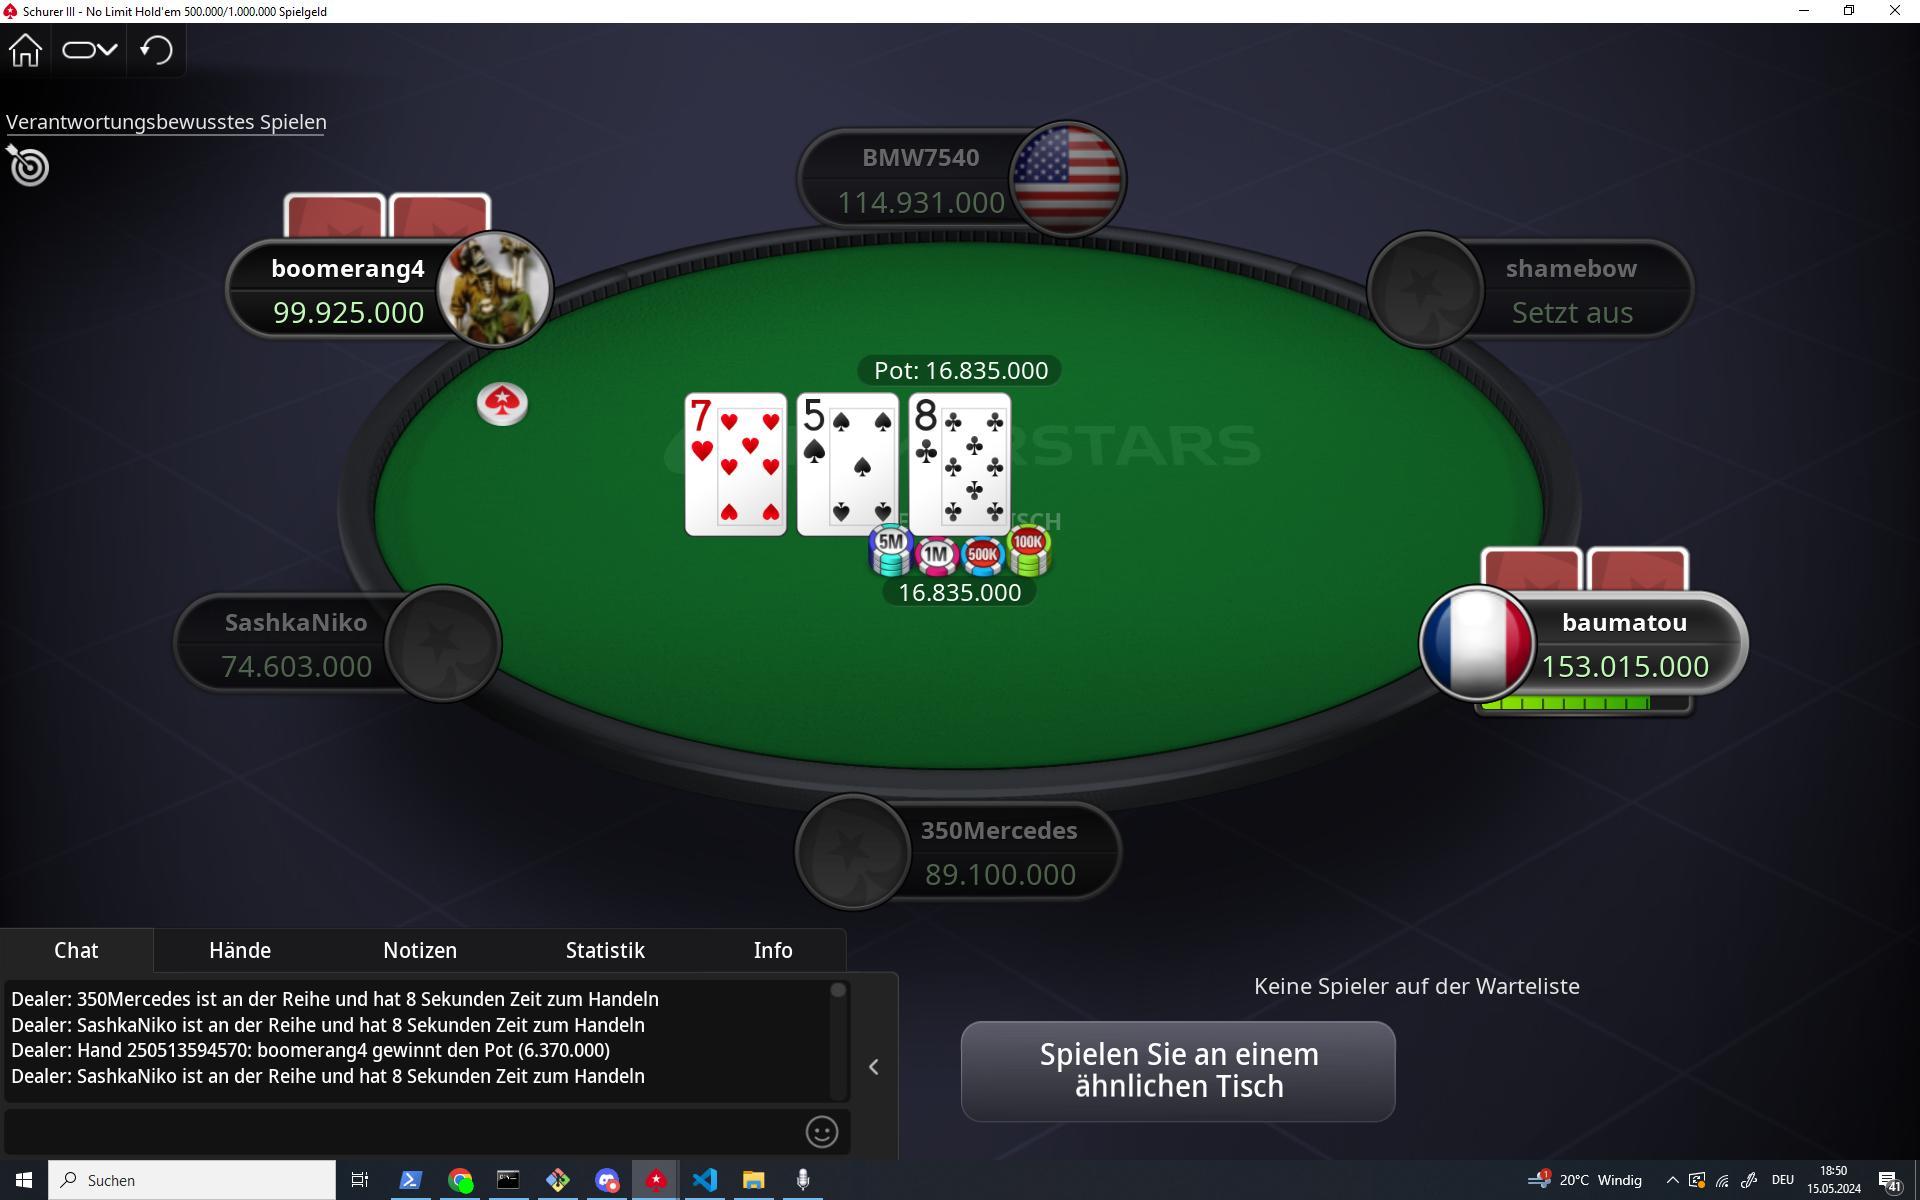 Schurer III - No Limit Hold'em 500.000/1.000.000 Spielgeld
Verantwortungsbewusstes Spielen
BMW7540
114.931.000
boomerang4
99.925.000
shamebow
Setzt aus
Pot: 16.835.000
7
5
8
RSTARS
5M
1M
500K
100K
16.835.000
SashkaNiko
74.603.000
baumatou
153.015.000
350Mercedes
89.100.000
Chat Hände Notizen Statistik Info
Dealer: 350Mercedes ist an der Reihe und hat 8 Sekunden Zeit zum Handeln
Dealer: SashkaNiko ist an der Reihe und hat 8 Sekunden Zeit zum Handeln
Dealer: Hand 250513594570: boomerang4 gewinnt den Pot (6.370.000)
Dealer: SashkaNiko ist an der Reihe und hat 8 Sekunden Zeit zum Handeln
Keine Spieler auf der Warteliste
Spielen Sie an einem
ähnlichen Tisch
Suchen
1
20°C Windig
DEU
18:50
15.05.2024
41